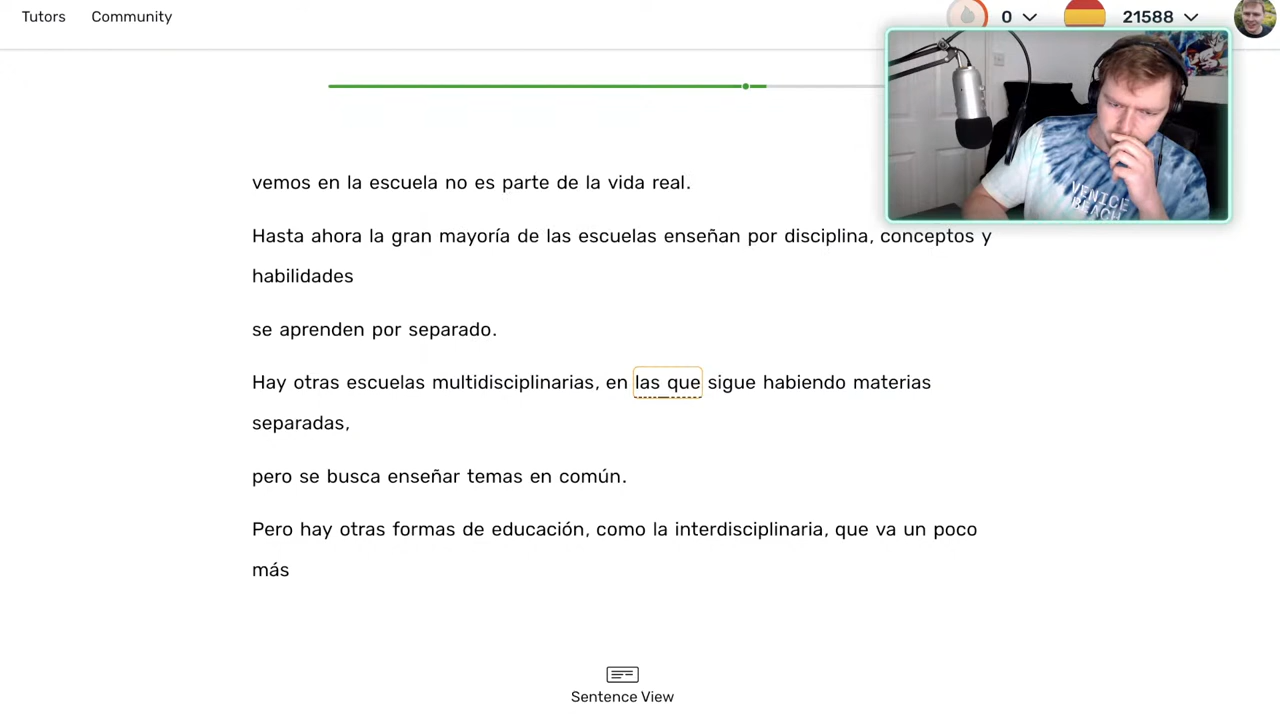 Tutors Community 0 21588
vemos en la escuela no es parte de la vida real.
Hasta ahora la gran mayoría de las escuelas enseñan por disciplina, conceptos y
habilidades
se aprenden por separado.
Hay otras escuelas multidisciplinarias, en las que sigue habiendo materias
separadas,
pero se busca enseñar temas en común.
Pero hay otras formas de educación, como la interdisciplinaria, que va un poco
más
Sentence View
VENICE
BEACH